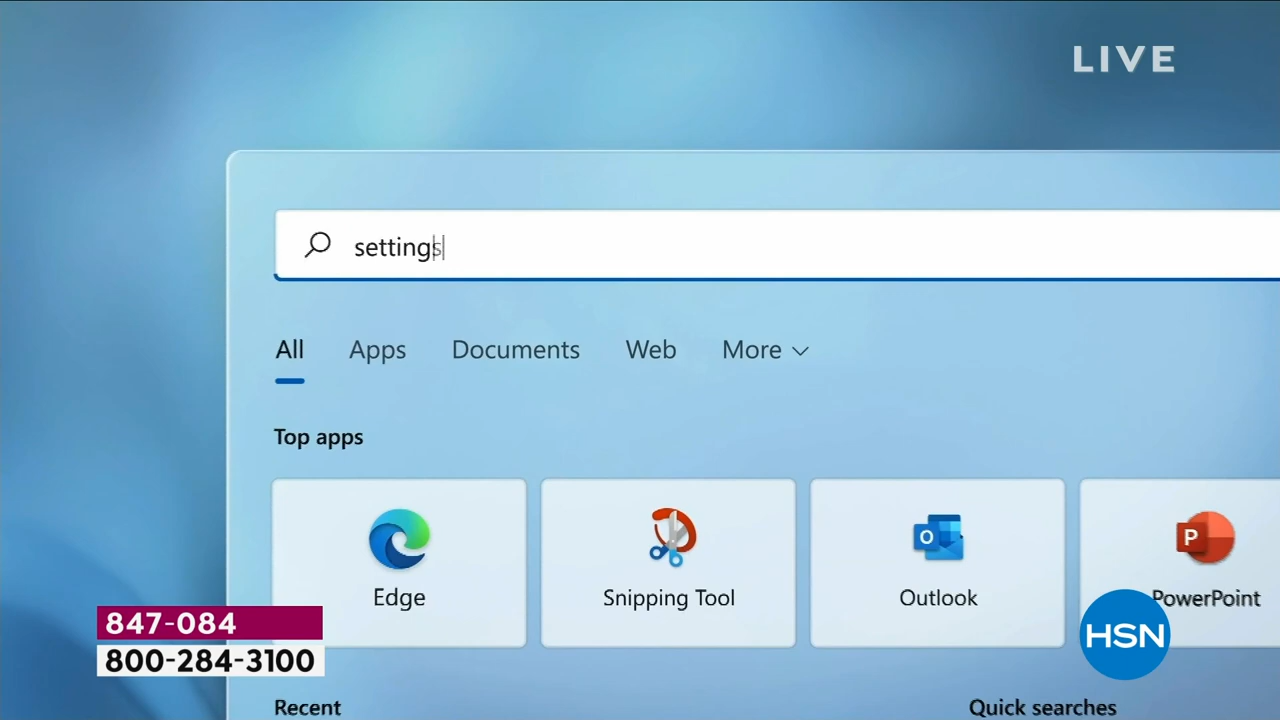 LIVE
settings
All Apps Documents Web More
Top apps
Edge Snipping Tool Outlook PowerPoint
847-084
800-284-3100
HSN
Recent Quick searches